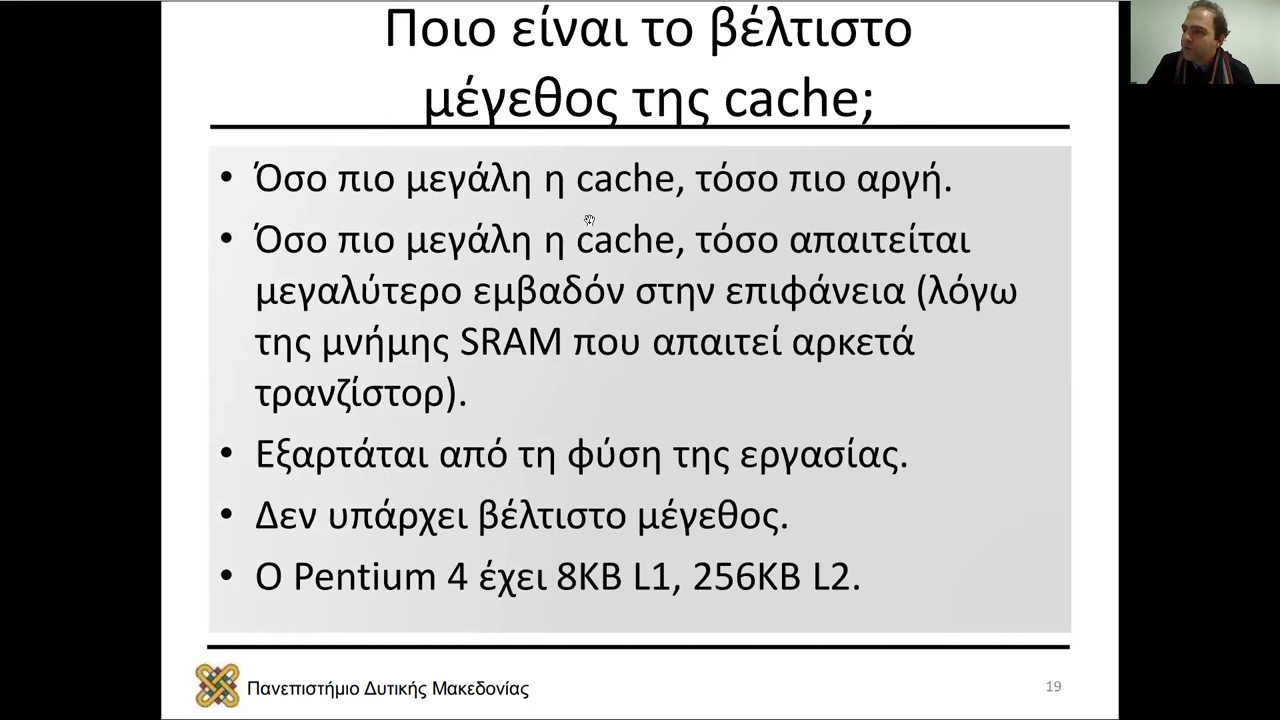 Ποιο είναι το βέλτιστο
μέγεθος της cache;
• Όσο πιο μεγάλη η cache, τόσο πιο αργή.
• Όσο πιο μεγάλη η cache, τόσο απαιτείται
μεγαλύτερο εμβαδόν στην επιφάνεια (λόγω
της μνήμης SRAM που απαιτεί αρκετά
τρανζίστορ).
• Εξαρτάται από τη φύση της εργασίας.
• Δεν υπάρχει βέλτιστο μέγεθος.
• Ο Pentium 4 έχει 8KB L1, 256KB L2.
Πανεπιστήμιο Δυτικής Μακεδονίας
19